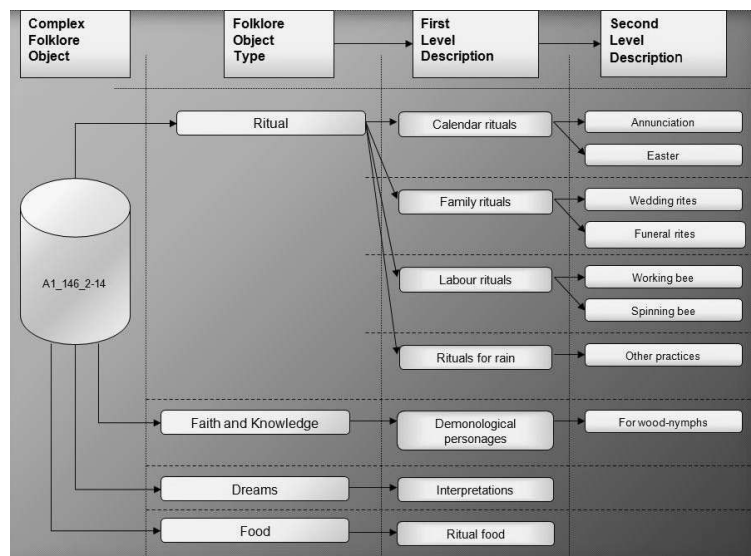 Complex
Folklore
Object
Folklore
Object
Type
First
Level
Description
Second
Level
Description
Ritual
Calendar rituals
Annunciation
Easter
Family rituals
Wedding rites
Funeral rites
A1_146_2-14
Labour rituals
Working bee
Spinning bee
Rituals for rain
Other practices
Faith and Knowledge
Demonological
personages
For wood-nymphs
Dreams
Interpretations
Food
Ritual food